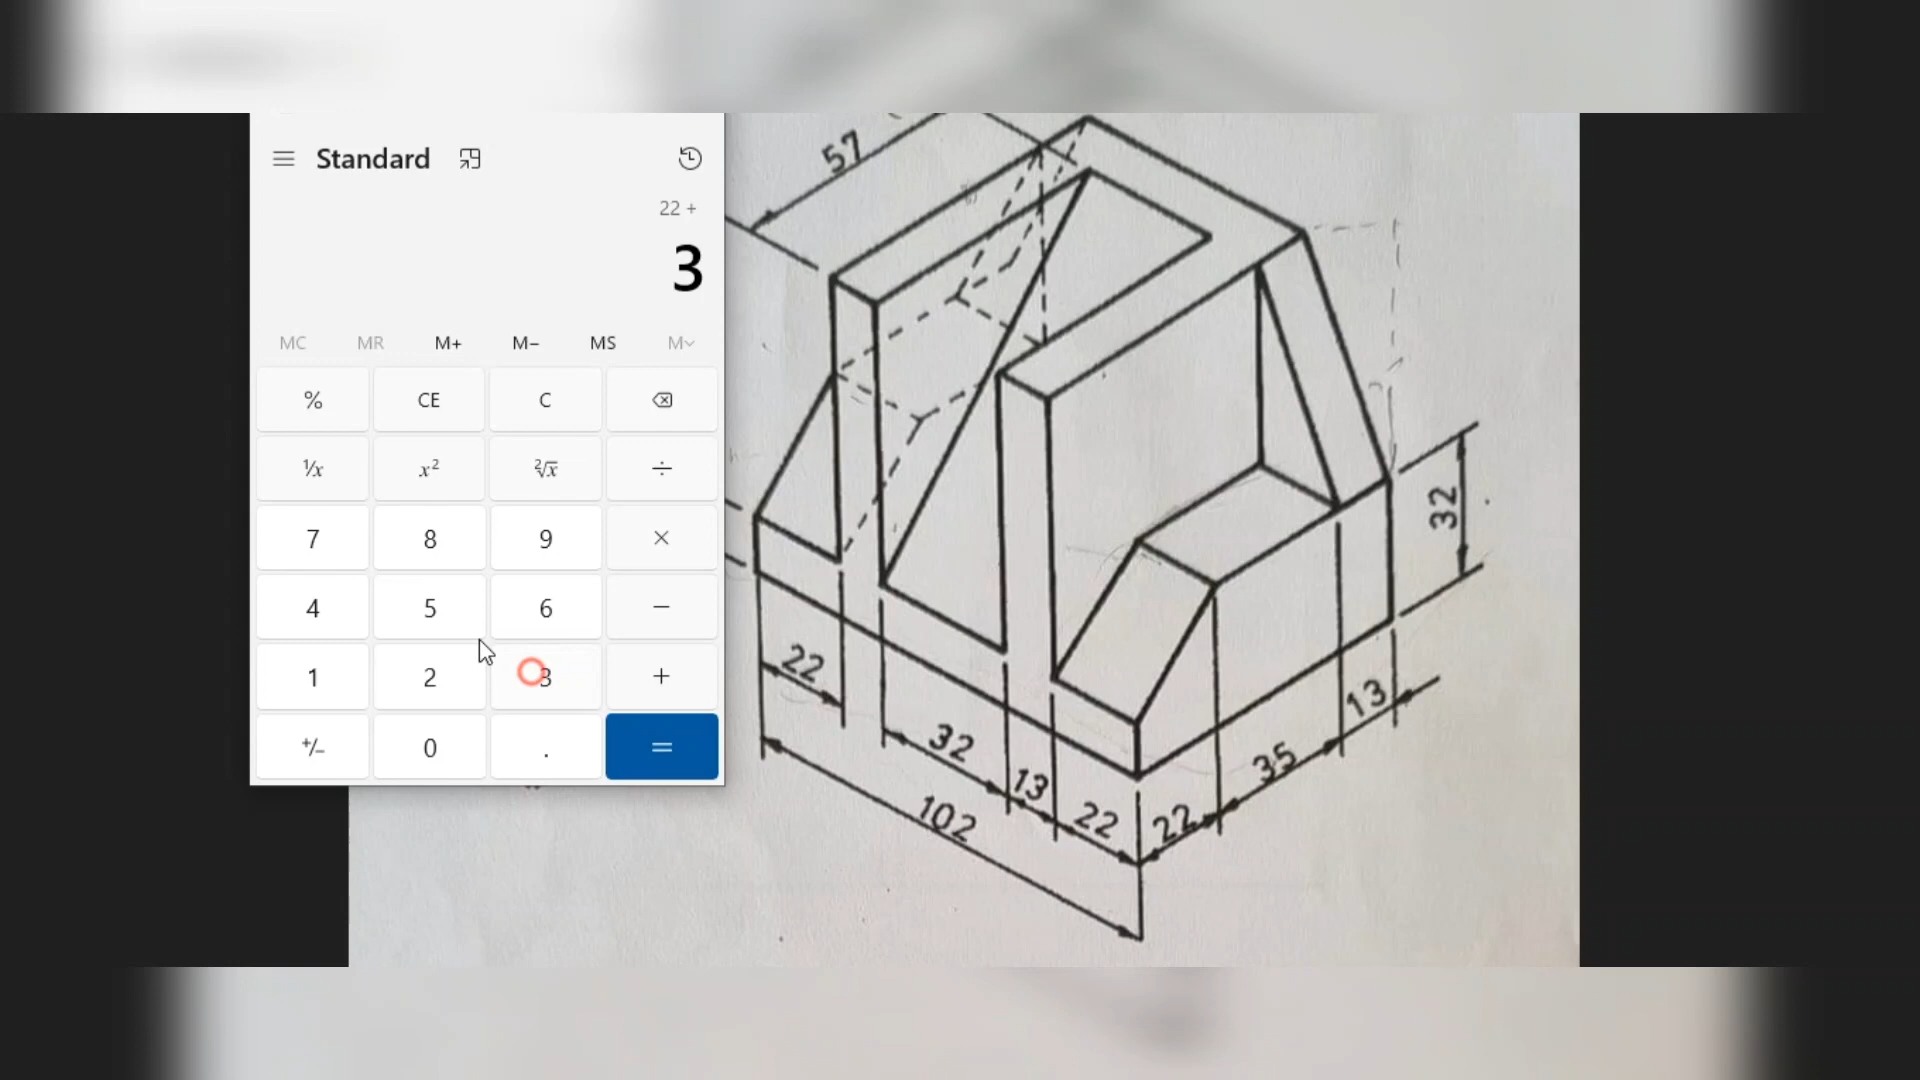 Standard
22 +
3
MC MR M+ M− MS M
% CE C
¹/x x² ²√x ÷
7 8 9 ×
4 5 6 −
1 2 3 +
+/− 0 . =
57
32
22
32
13
22
102
22
35
13